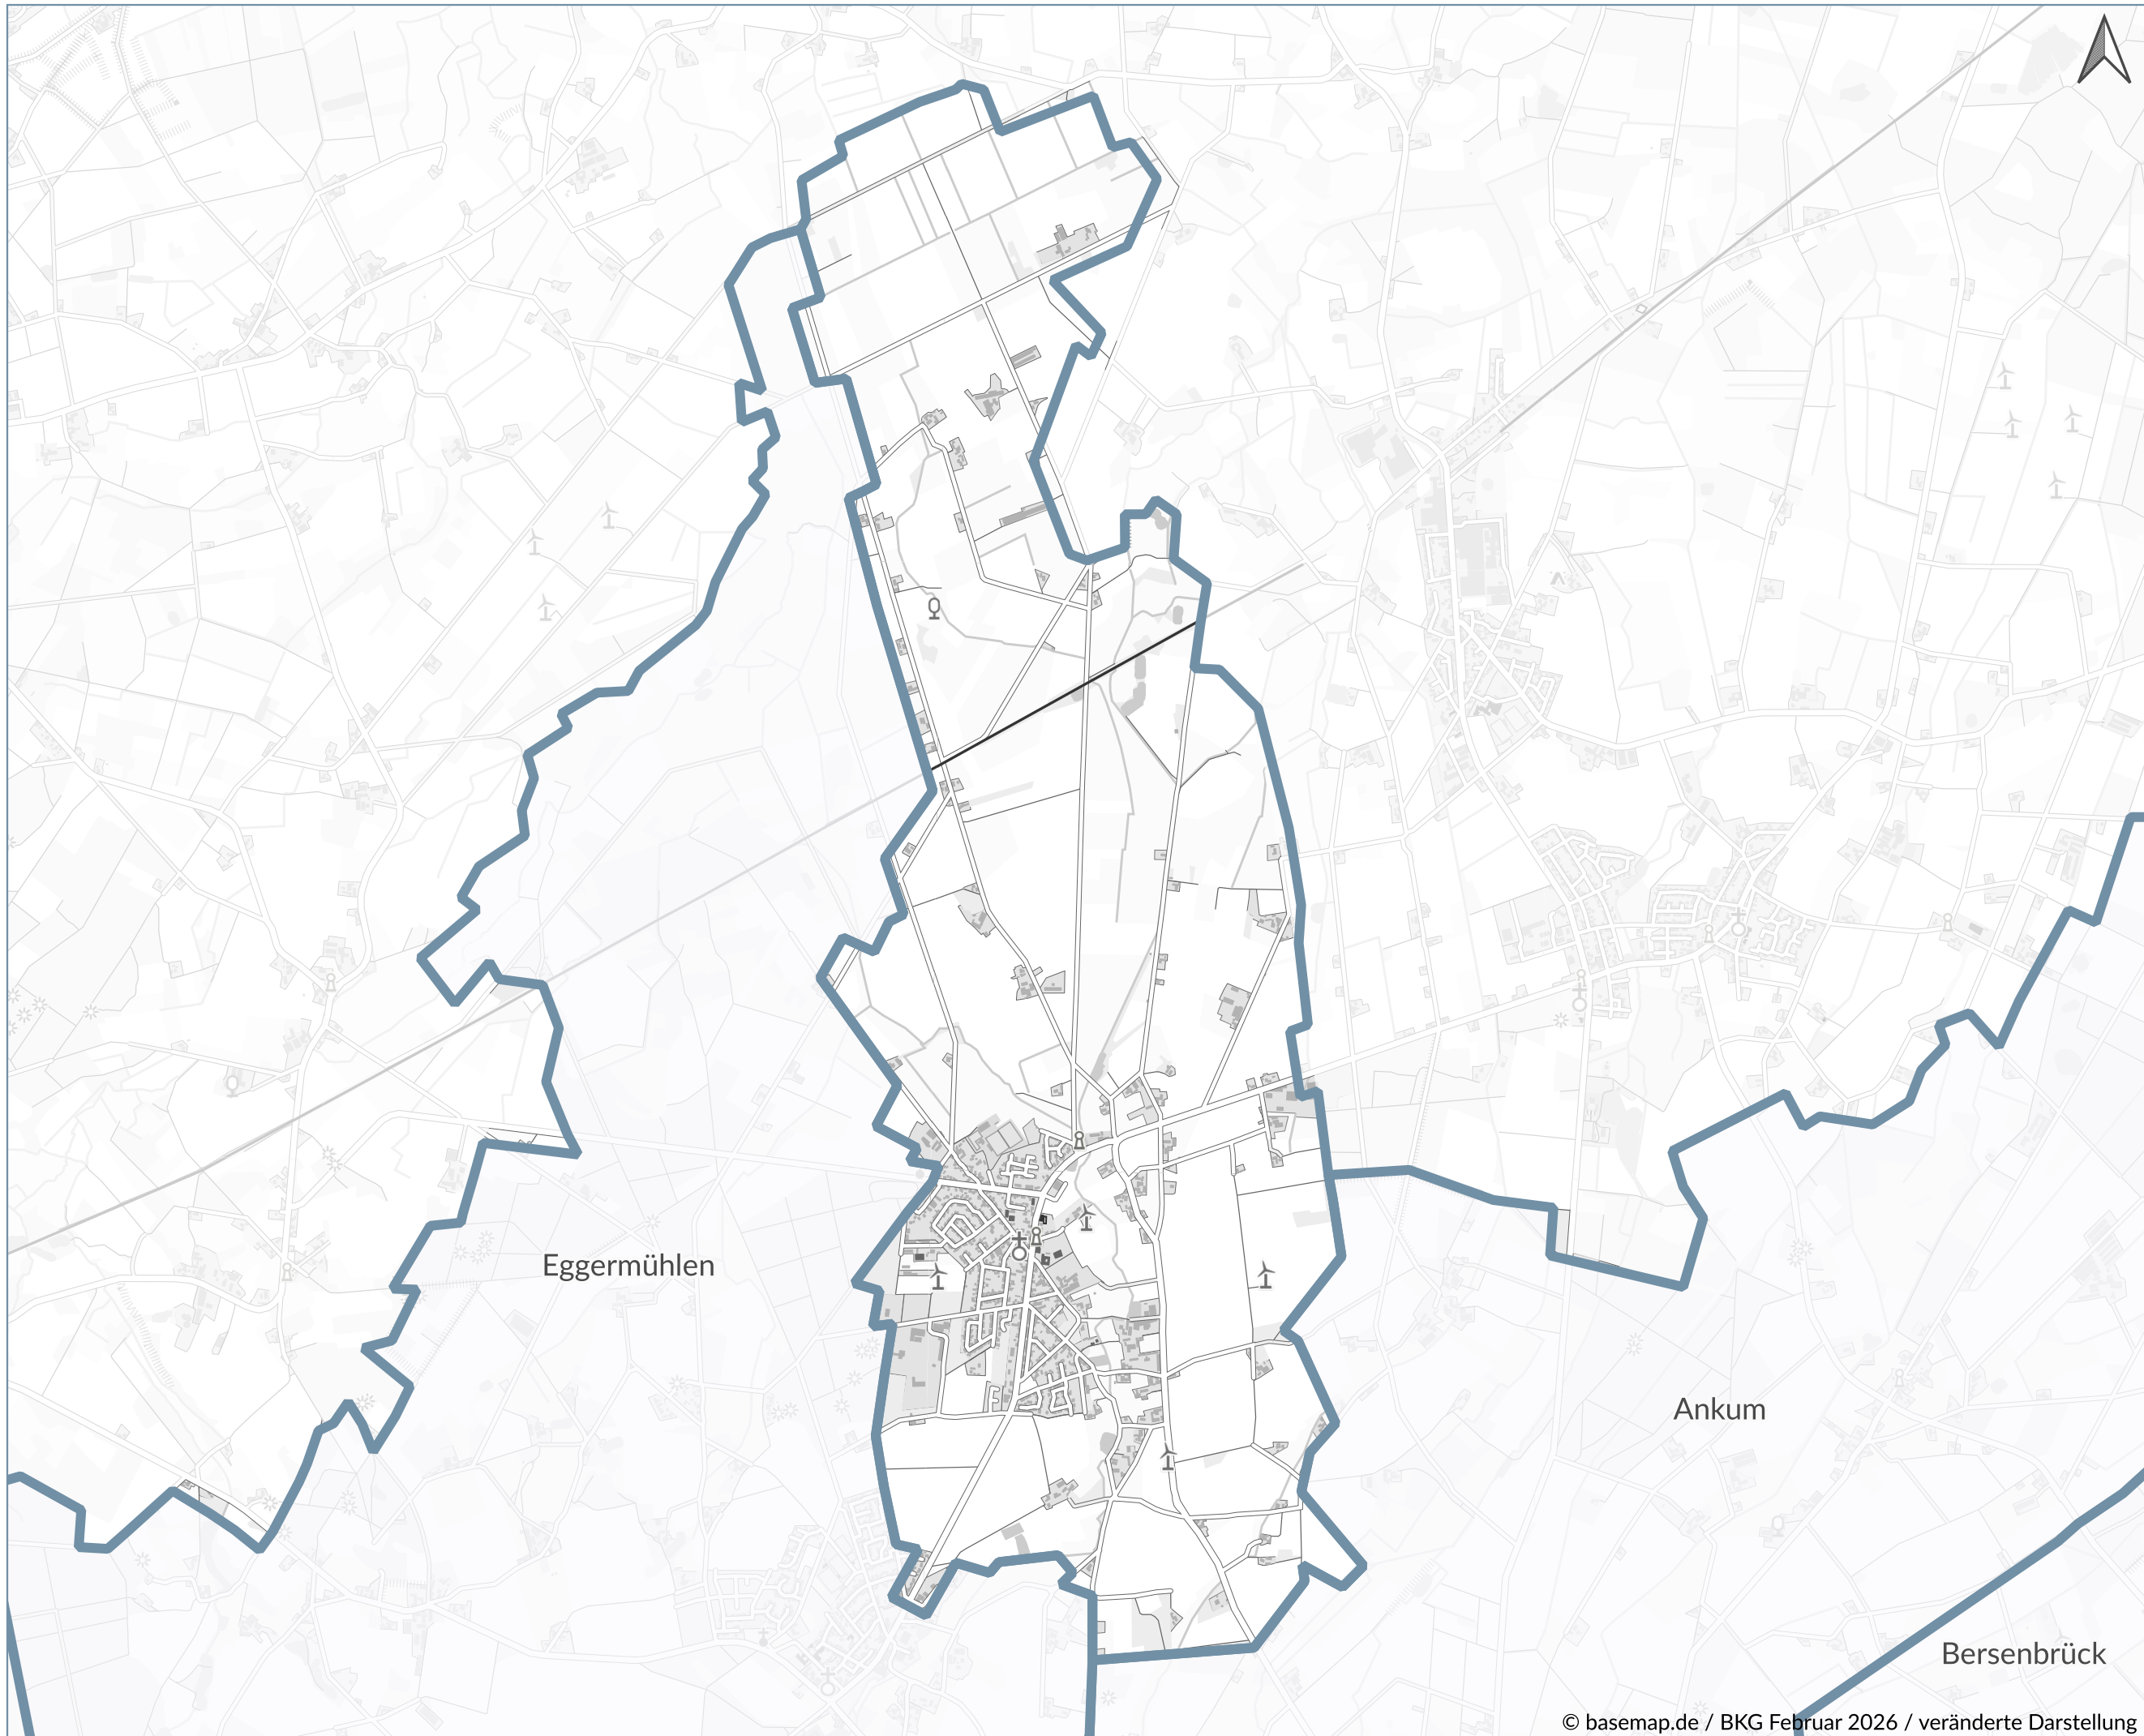 Eggermühlen
Ankum
Bersenbrück
© basemap.de / BKG Februar 2026 / veränderte Darstellung